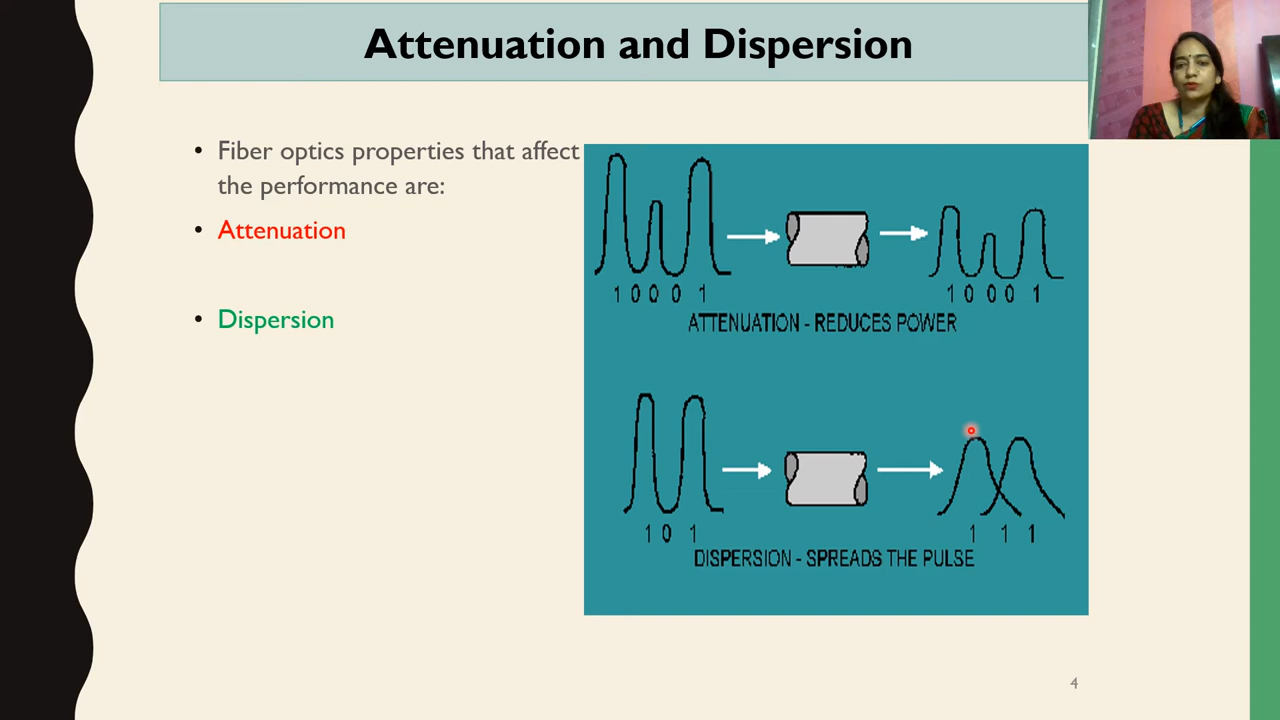 Attenuation and Dispersion
• Fiber optics properties that affect
the performance are:
• Attenuation
• Dispersion
1 0 0 0 1
1 0 0 0 1
ATTENUATION - REDUCES POWER
1 0 1
1 1 1
DISPERSION - SPREADS THE PULSE
4